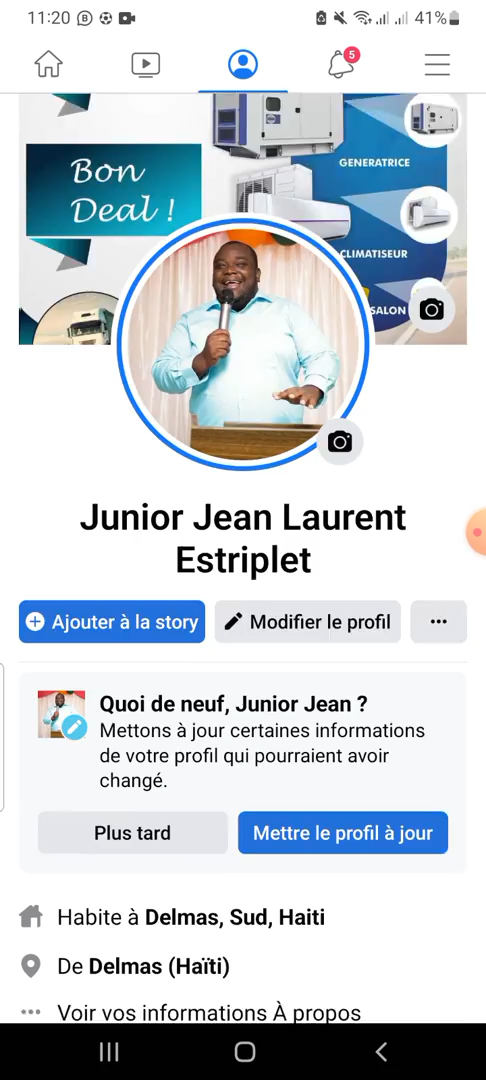 11:20
41%
5
Bon
Deal !
GENERATRICE
CLIMATISEUR
SALON
Junior Jean Laurent
Estriplet
Ajouter à la story
Modifier le profil
Quoi de neuf, Junior Jean ?
Mettons à jour certaines informations
de votre profil qui pourraient avoir
changé.
Plus tard
Mettre le profil à jour
Habite à Delmas, Sud, Haiti
De Delmas (Haïti)
Voir vos informations À propos